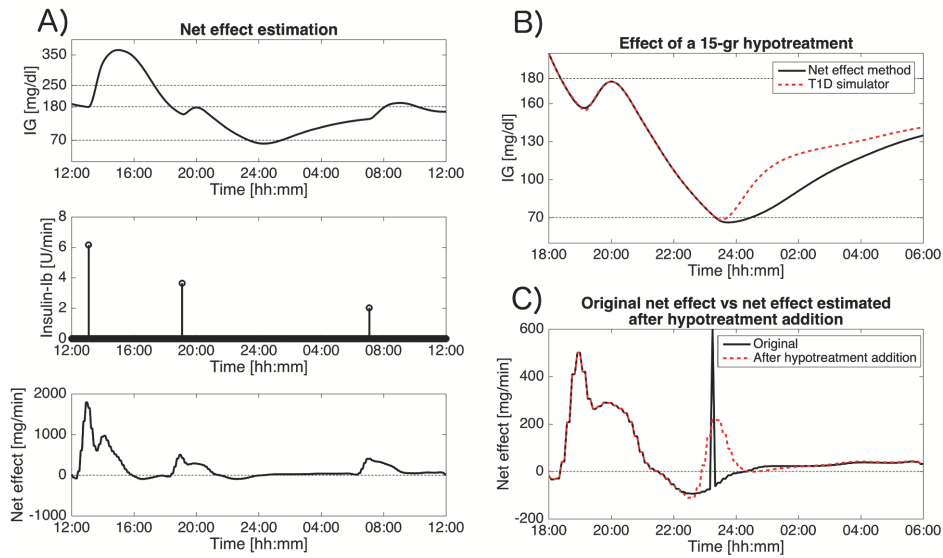 A)
Net effect estimation
IG [mg/dl]
350
250
180
70
12:00 16:00 20:00 24:00 04:00 08:00 12:00
Time [hh:mm]
Insulin-Ib [U/min]
8
6
4
2
0
12:00 16:00 20:00 24:00 04:00 08:00 12:00
Time [hh:mm]
Net effect [mg/min]
2000
1000
0
-1000
12:00 16:00 20:00 24:00 04:00 08:00 12:00
Time [hh:mm]
B)
Effect of a 15-gr hypotreatment
Net effect method
T1D simulator
IG [mg/dl]
180
160
130
100
70
18:00 20:00 22:00 24:00 02:00 04:00 06:00
Time [hh:mm]
C)
Original net effect vs net effect estimated
after hypotreatment addition
Original
After hypotreatment addition
Net effect [mg/min]
600
400
200
0
-200
18:00 20:00 22:00 24:00 02:00 04:00 06:00
Time [hh:mm]